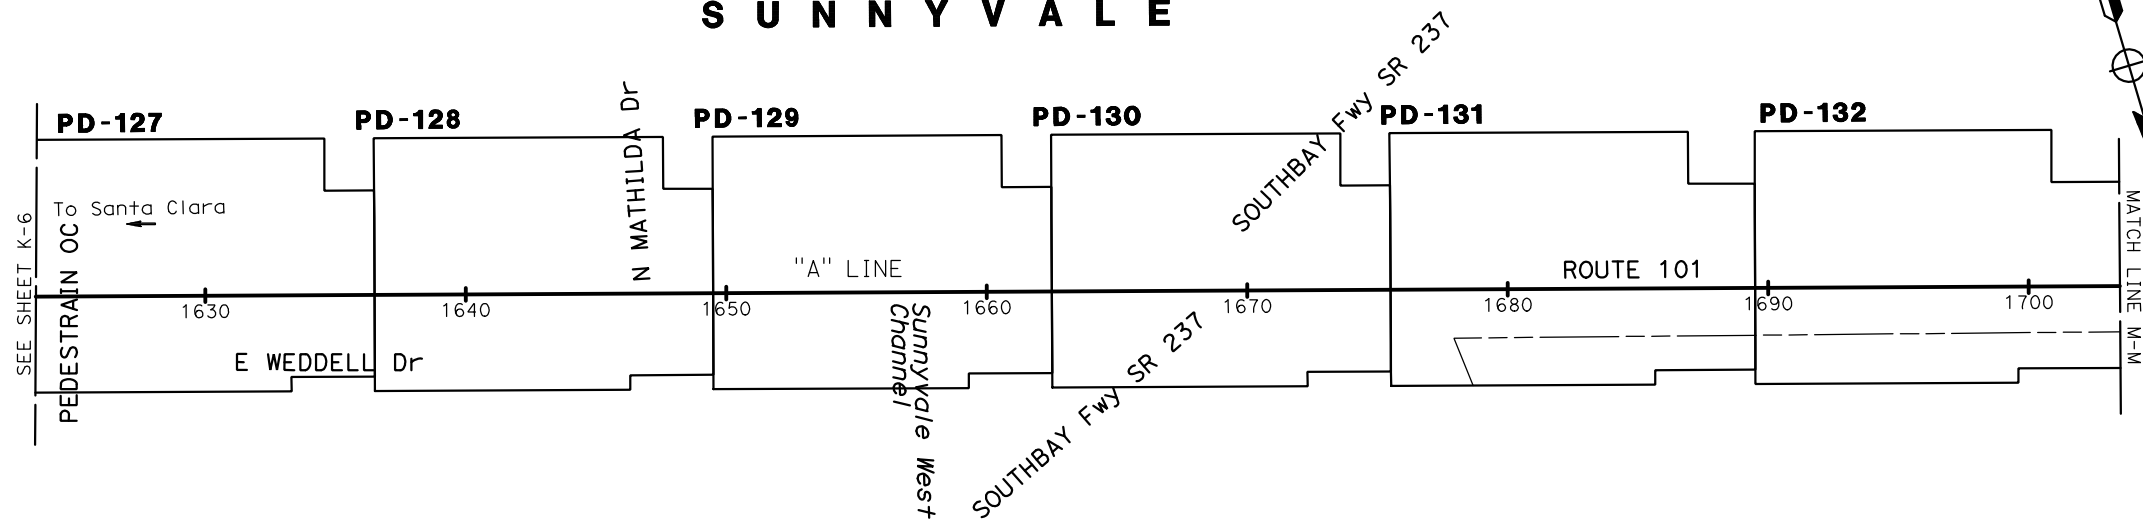 SUNNYVALE
PD-127
PD-128
PD-129
PD-130
PD-131
PD-132
N MATHILDA Dr
SOUTHBAY Fwy SR 237
To Santa Clara
SEE SHEET K-6
PEDESTRAIN OC
"A" LINE
ROUTE 101
1630
1640
1650
1660
1670
1680
1690
1700
E WEDDELL Dr
Sunnyvale West
Channel
SOUTHBAY Fwy SR 237
MATCH LINE M-M